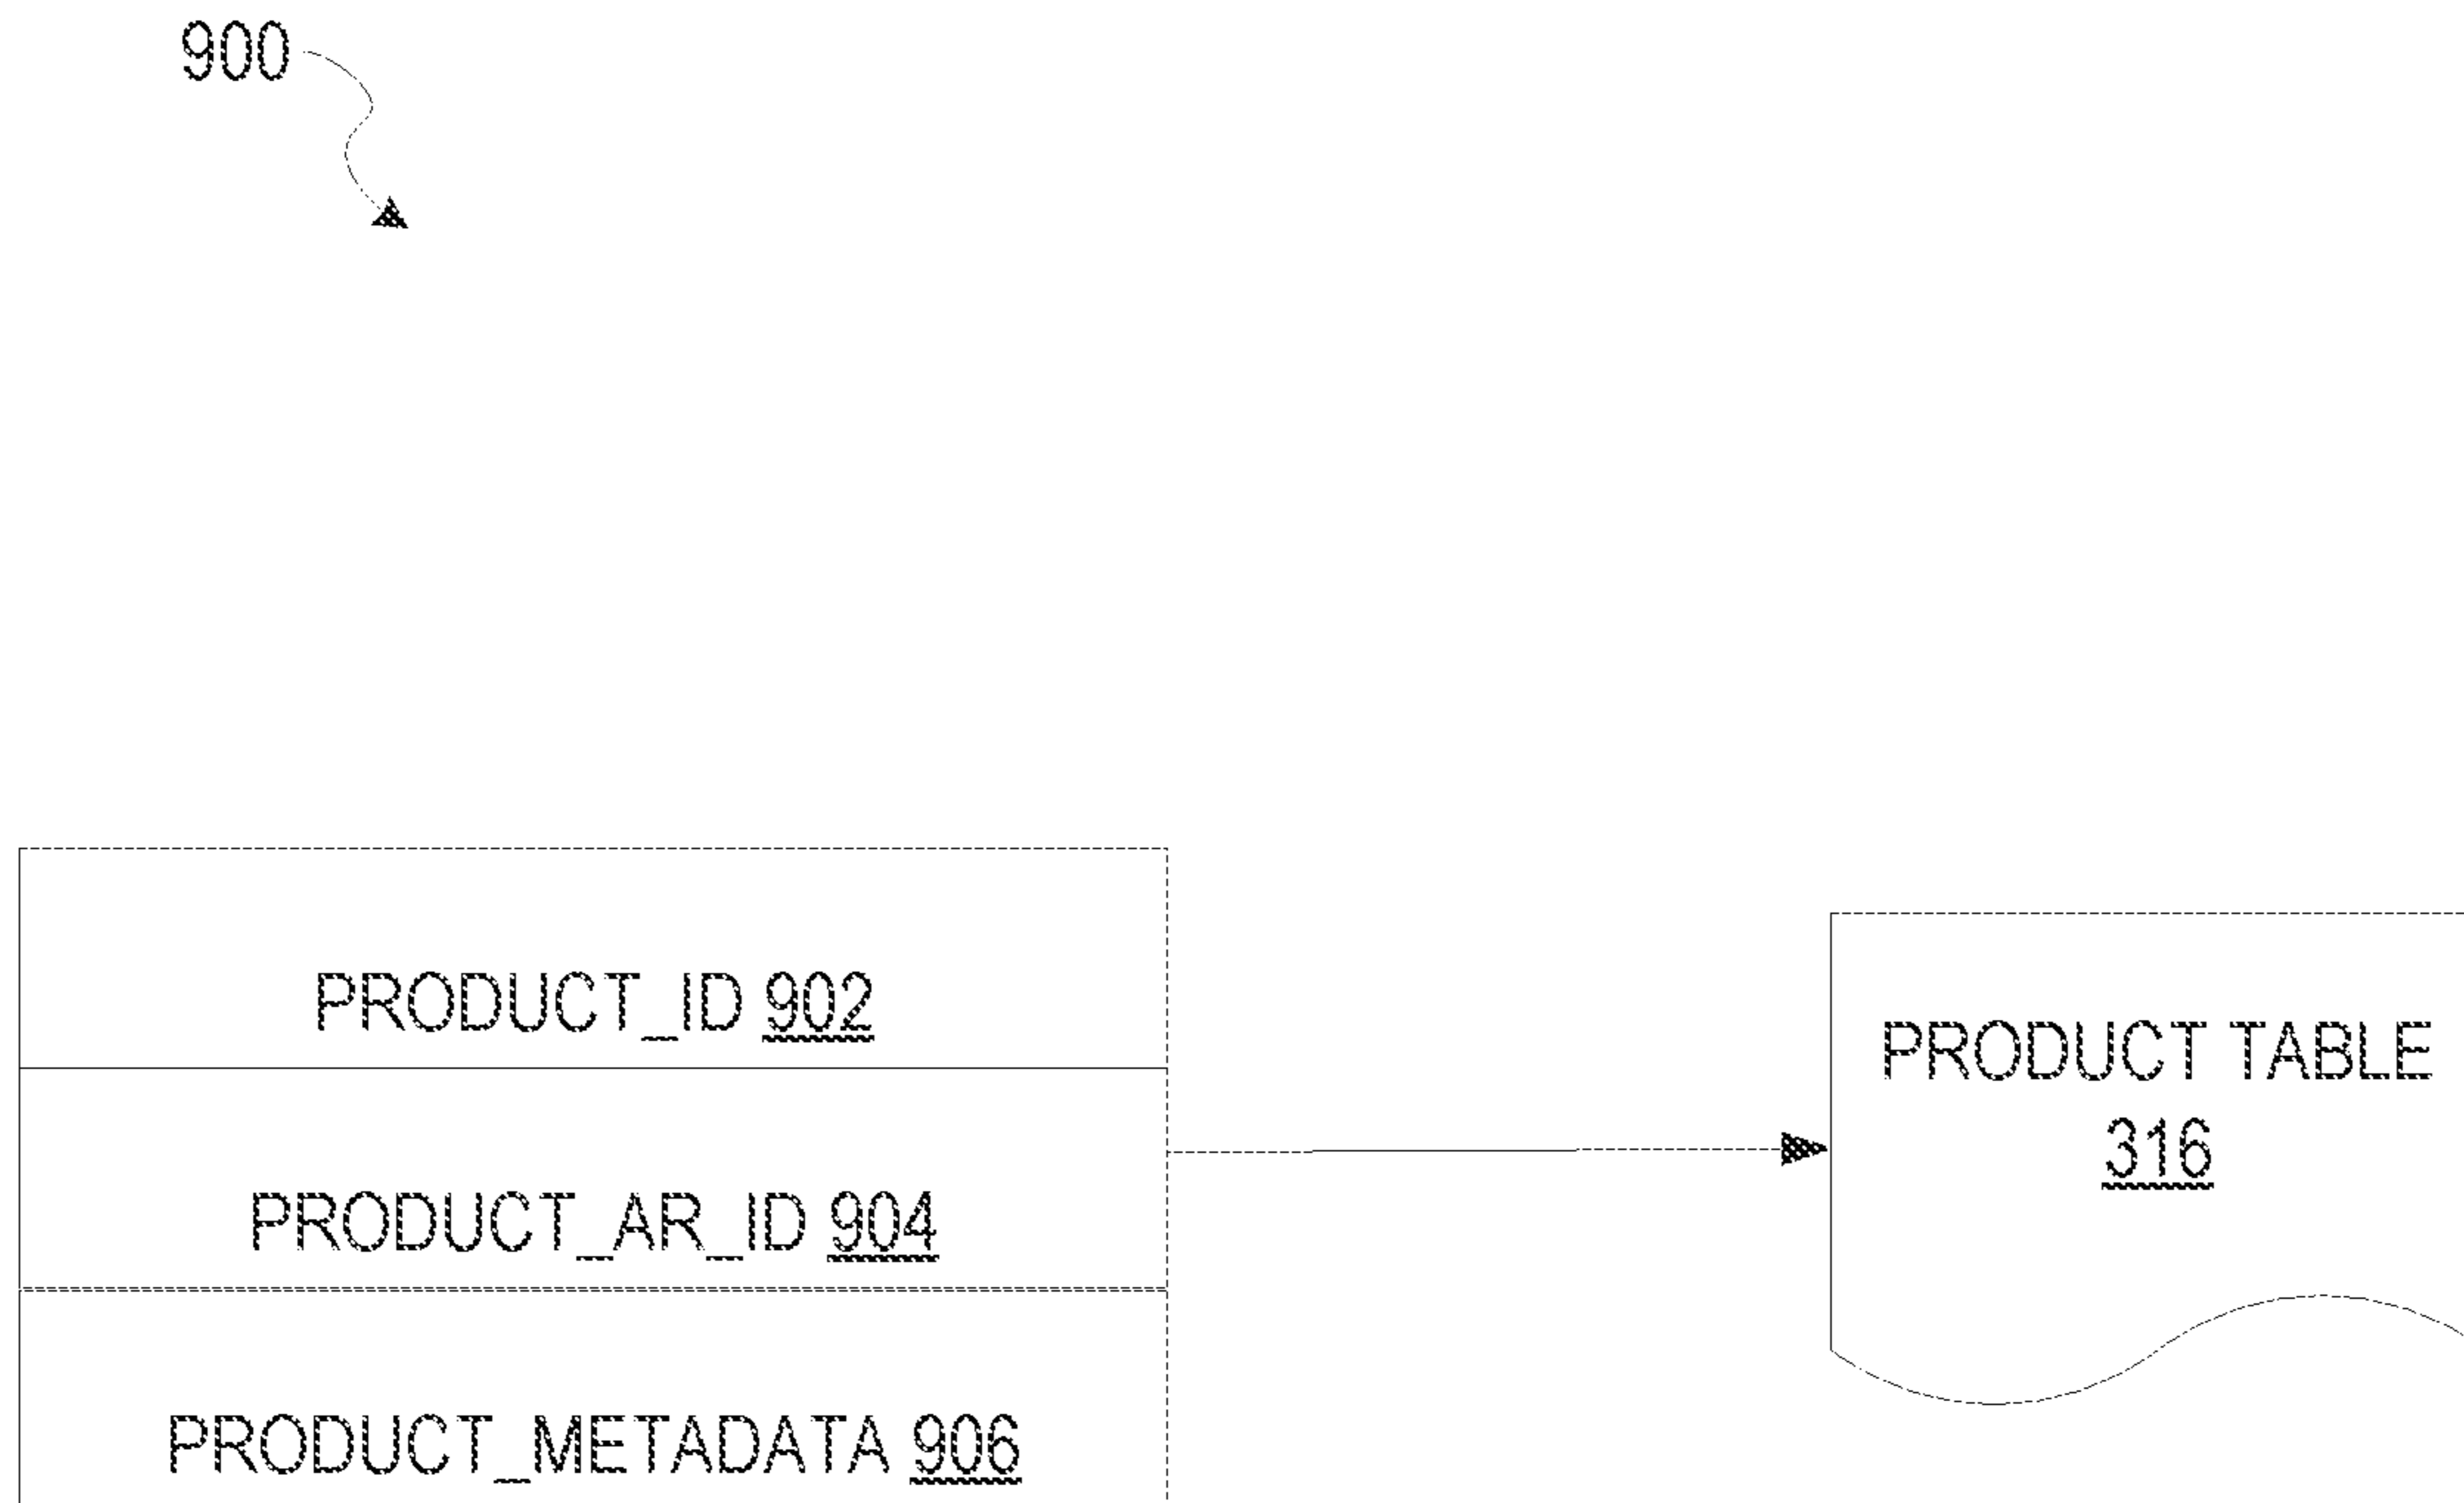 900
PRODUCT_ID 902
PRODUCT_AR_ID 904
PRODUCT_METADATA 906
PRODUCT TABLE
316